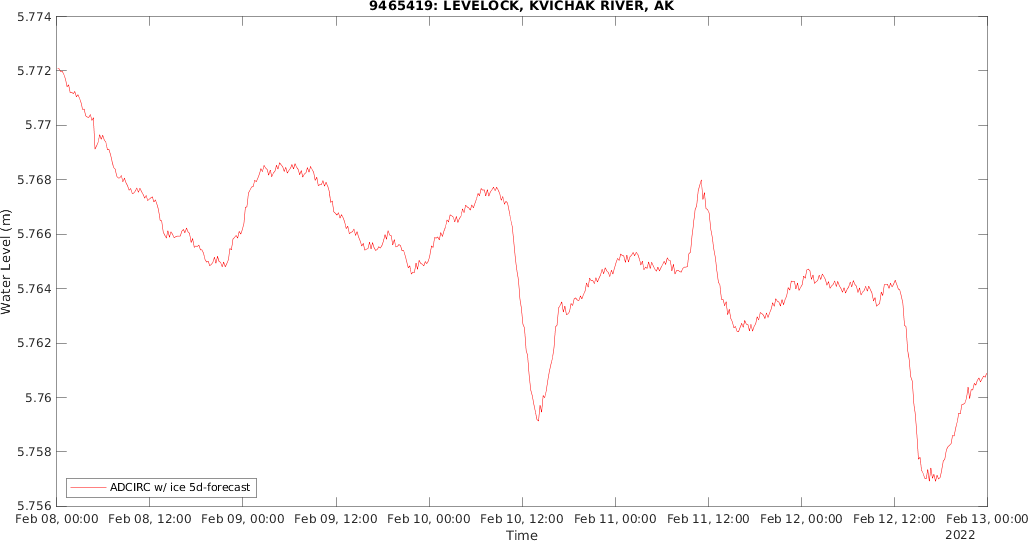 9465419: LEVELOCK, KVICHAK RIVER, AK
5.774
5.772
5.77
5.768
5.766
5.764
5.762
5.76
5.758
5.756
Water Level (m)
ADCIRC w/ ice 5d-forecast
Feb 08, 00:00 Feb 08, 12:00 Feb 09, 00:00 Feb 09, 12:00 Feb 10, 00:00 Feb 10, 12:00 Feb 11, 00:00 Feb 11, 12:00 Feb 12, 00:00 Feb 12, 12:00 Feb 13, 00:00
Time
2022